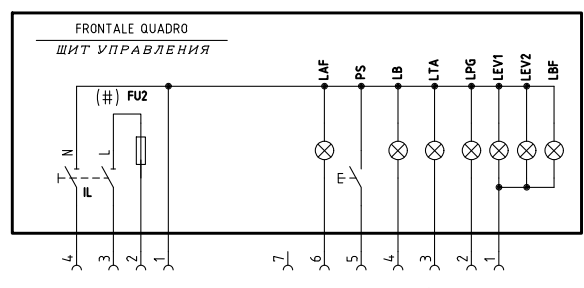 FRONTALE QUADRO
ЩИТ УПРАВЛЕНИЯ
LAF PS LB LTA LPG LEV1 LEV2 LBF
(#) FU2
N L
IL
4 3 2 1 7 6 5 4 3 2 1